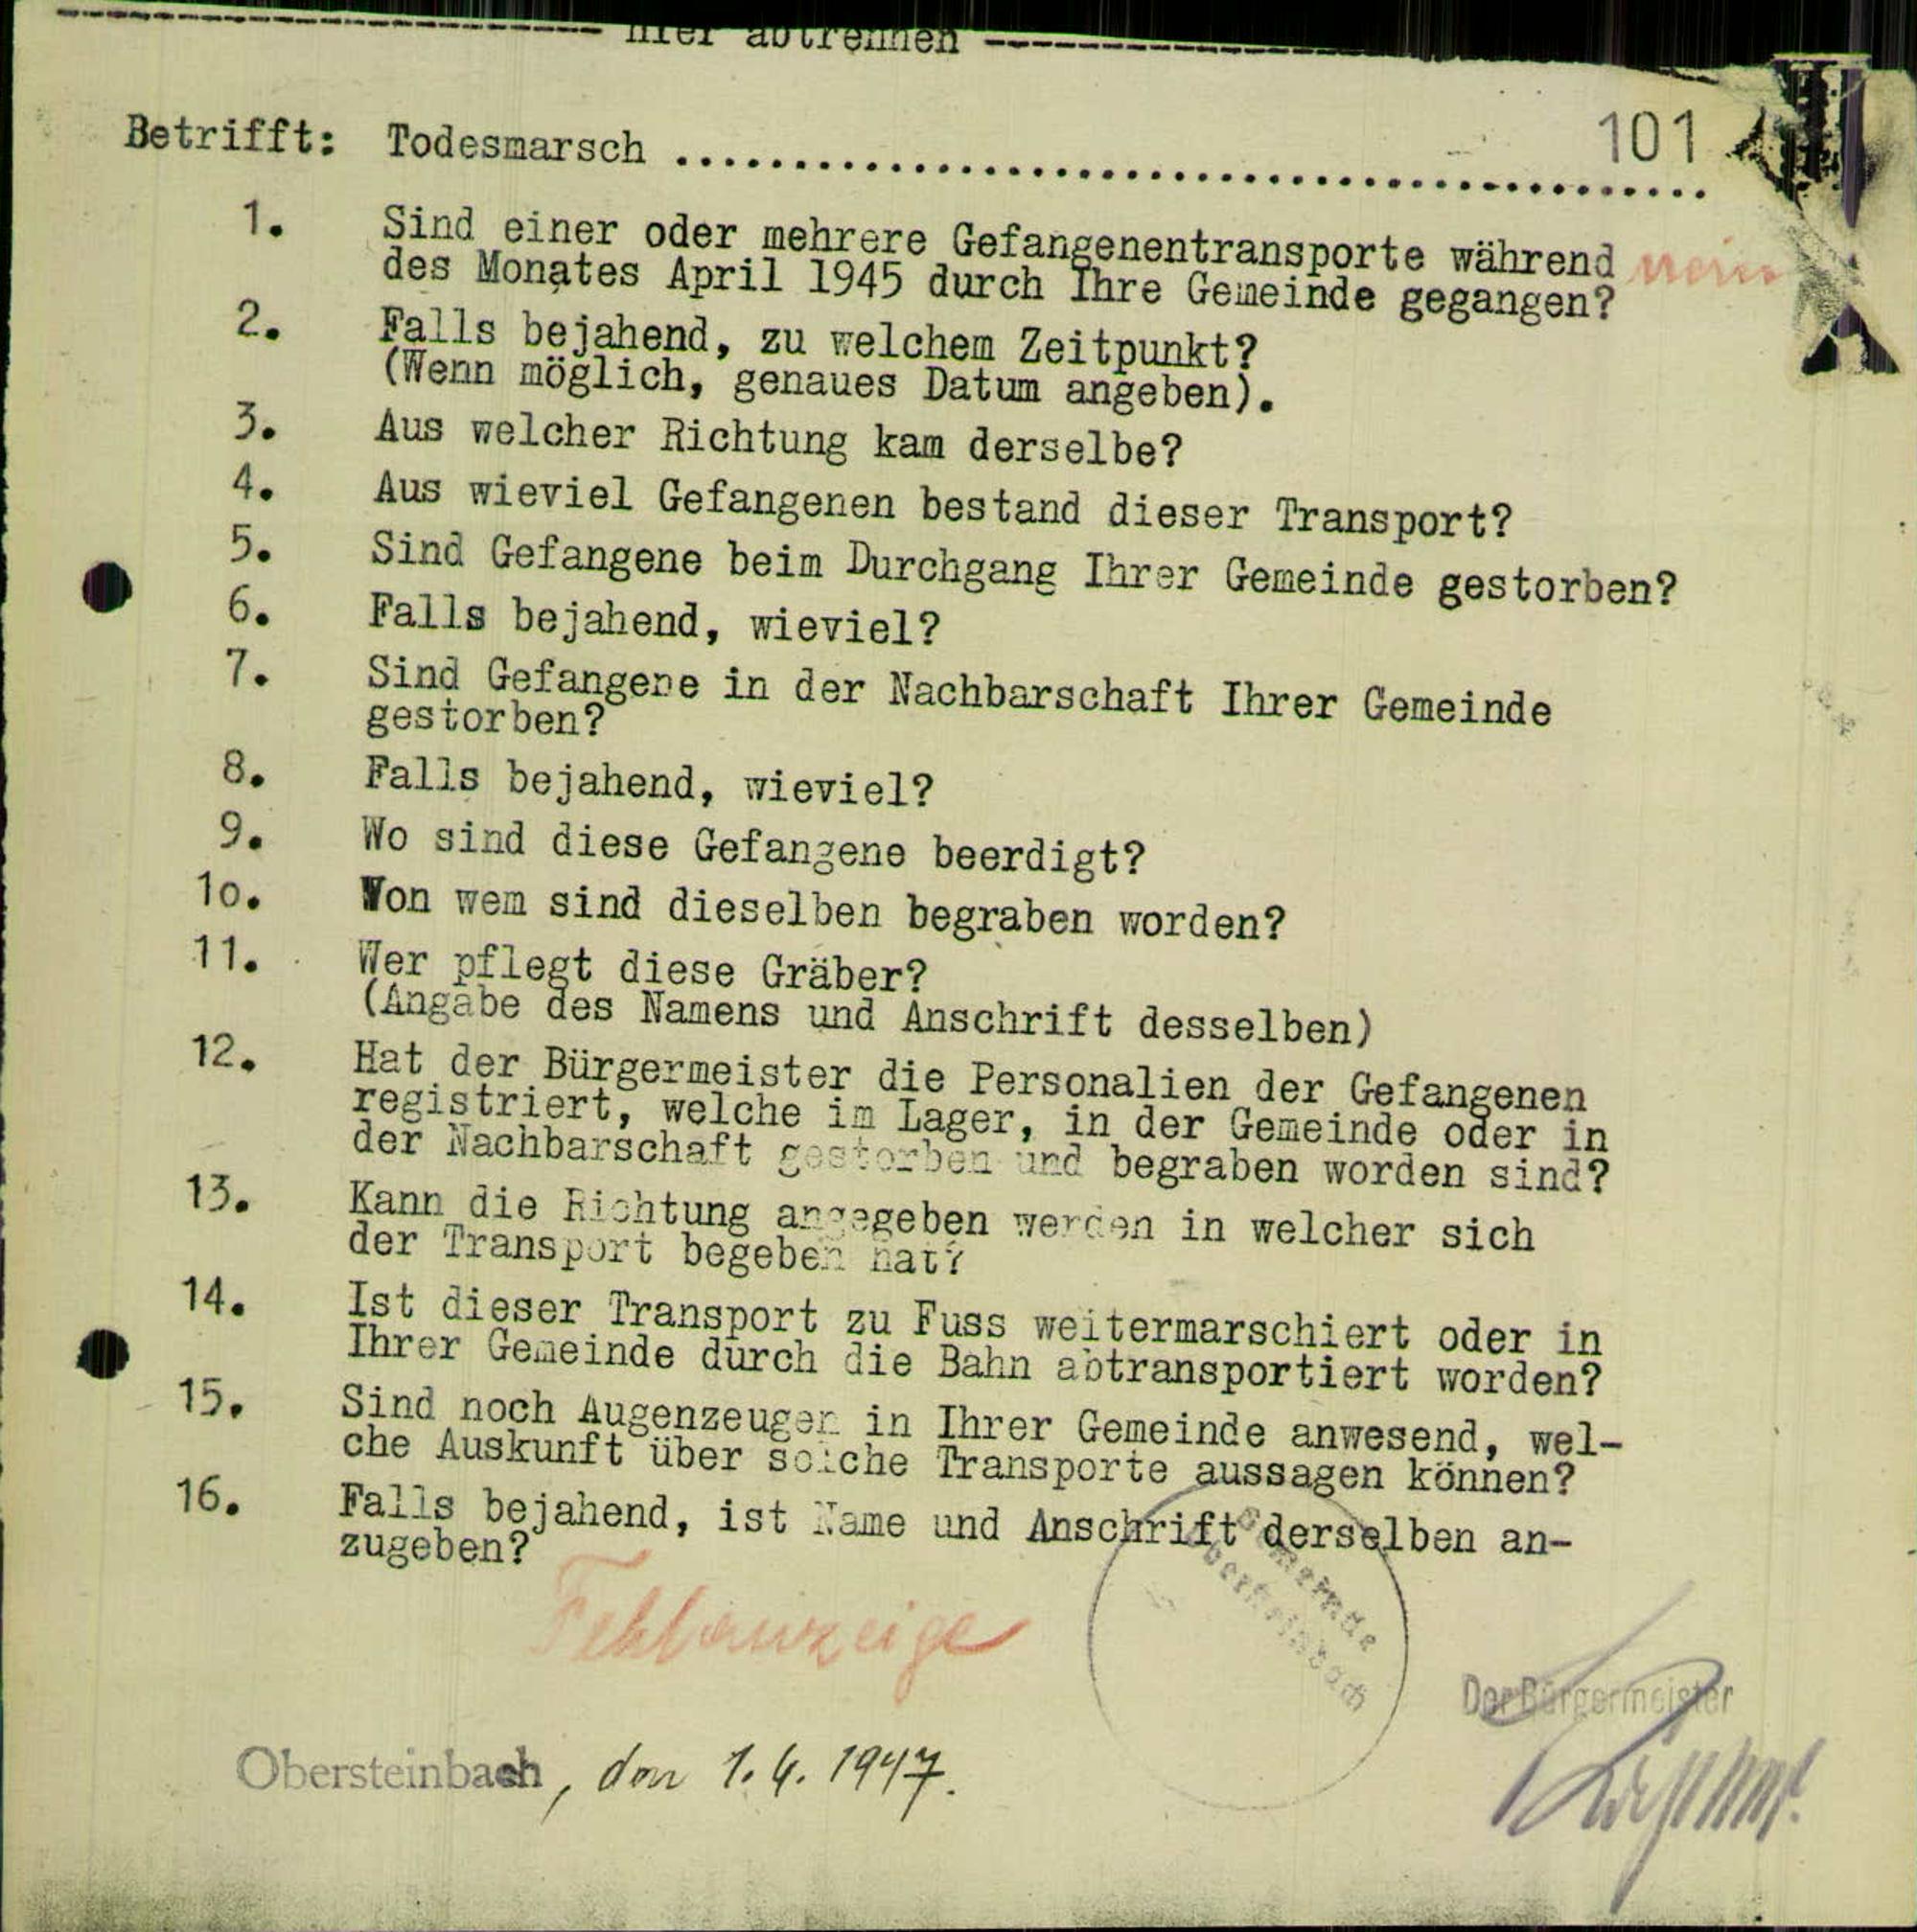 hier abtrennen
Betrifft: Todesmarsch ................................................ 101
1. Sind einer oder mehrere Gefangenentransporte während nein
des Monates April 1945 durch Ihre Gemeinde gegangen?
2. Falls bejahend, zu welchem Zeitpunkt?
(Wenn möglich, genaues Datum angeben).
3. Aus welcher Richtung kam derselbe?
4. Aus wieviel Gefangenen bestand dieser Transport?
5. Sind Gefangene beim Durchgang Ihrer Gemeinde gestorben?
6. Falls bejahend, wieviel?
7. Sind Gefangene in der Nachbarschaft Ihrer Gemeinde
gestorben?
8. Falls bejahend, wieviel?
9. Wo sind diese Gefangene beerdigt?
1o. Von wem sind dieselben begraben worden?
11. Wer pflegt diese Gräber?
(Angabe des Namens und Anschrift desselben)
12. Hat der Bürgermeister die Personalien der Gefangenen
registriert, welche im Lager, in der Gemeinde oder in
der Nachbarschaft gestorben und begraben worden sind?
13. Kann die Richtung angegeben werden in welcher sich
der Transport begeben hat?
14. Ist dieser Transport zu Fuss weitermarschiert oder in
Ihrer Gemeinde durch die Bahn abtransportiert worden?
15. Sind noch Augenzeugen in Ihrer Gemeinde anwesend, wel-
che Auskunft über solche Transporte aussagen können?
16. Falls bejahend, ist Name und Anschrift derselben an-
zugeben?
Gemeinde
Obersteinbach
Fehlanzeige
Der Bürgermeister
Obersteinbach, den 1.4.1947.